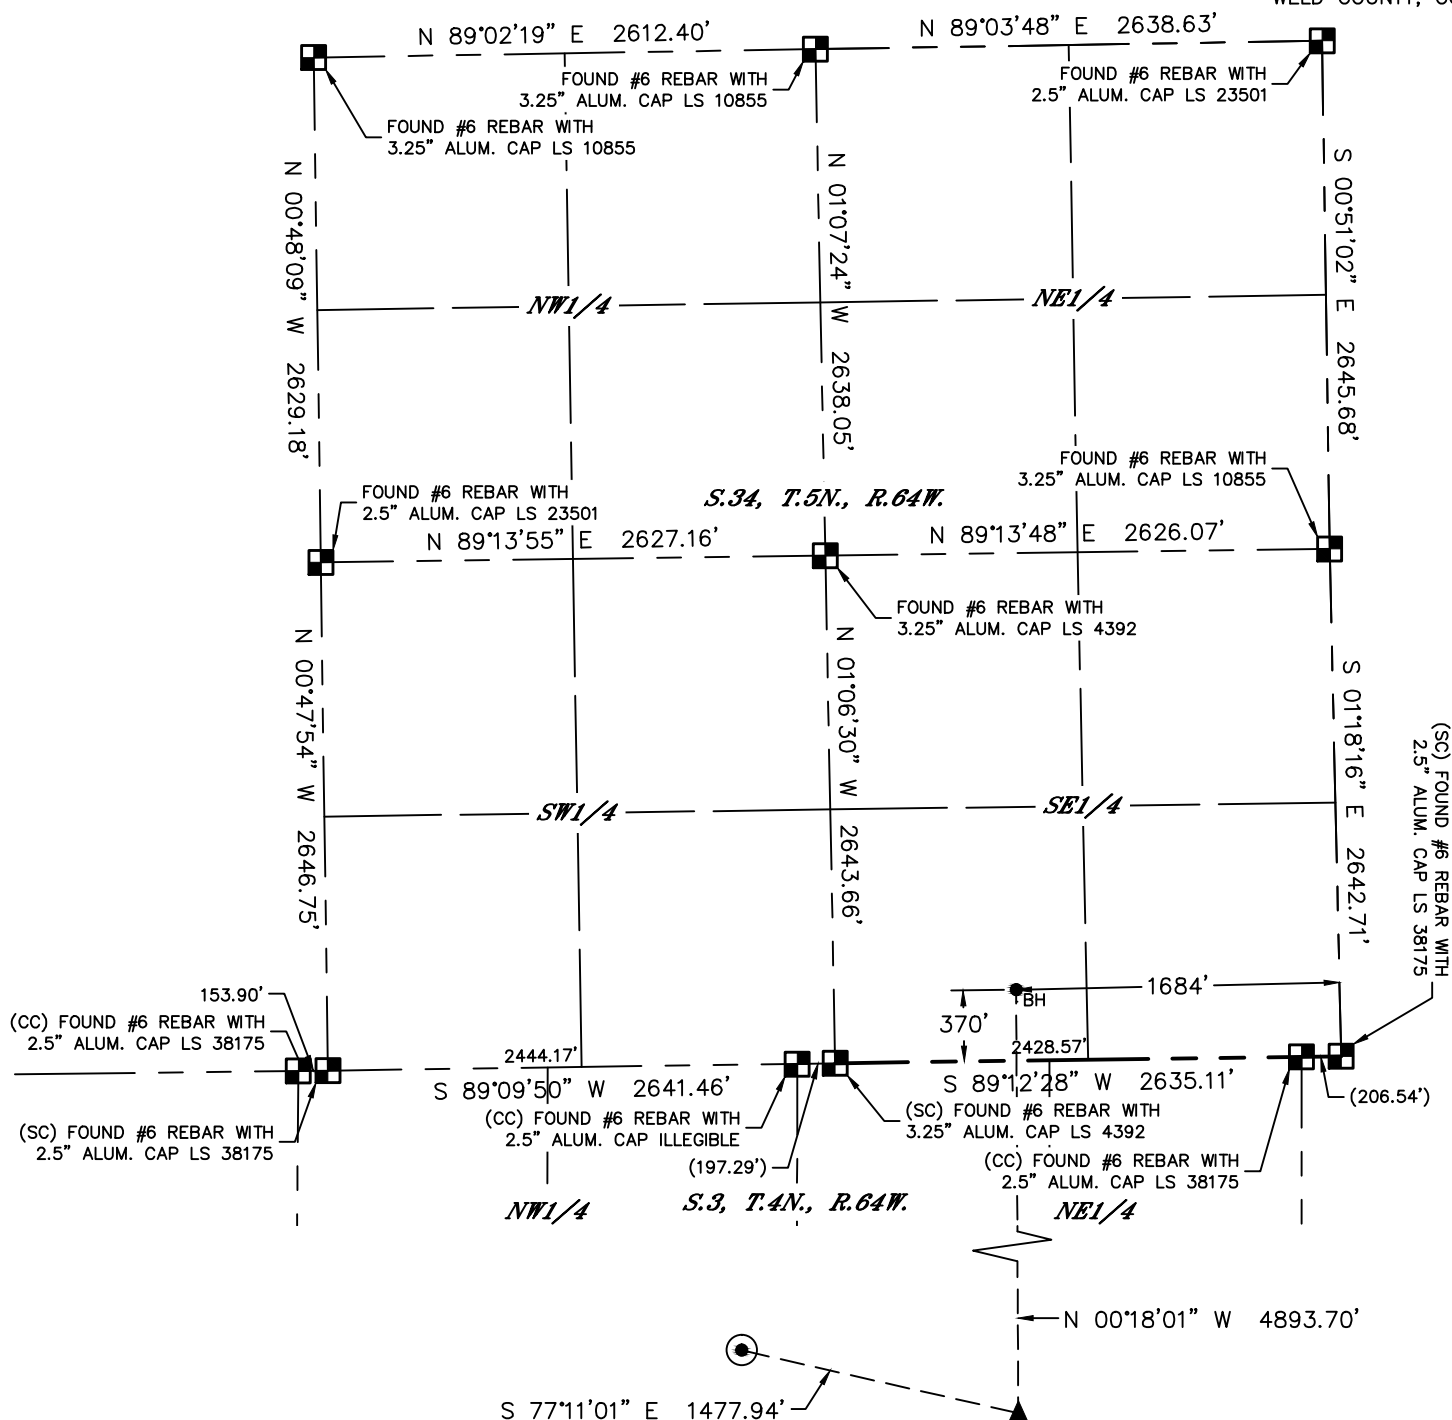 WELD COUNTY,
N 89°02'19" E 2612.40'
N 89°03'48" E 2638.63'
FOUND #6 REBAR WITH
3.25" ALUM. CAP LS 10855
FOUND #6 REBAR WITH
2.5" ALUM. CAP LS 23501
FOUND #6 REBAR WITH
3.25" ALUM. CAP LS 10855
N 00°48'09" W 2629.18'
N 01°07'24" W 2638.05'
S 00°51'02" E 2645.68'
NW1/4
NE1/4
FOUND #6 REBAR WITH
3.25" ALUM. CAP LS 10855
FOUND #6 REBAR WITH
2.5" ALUM. CAP LS 23501
S.34, T.5N., R.64W.
N 89°13'55" E 2627.16'
N 89°13'48" E 2626.07'
FOUND #6 REBAR WITH
3.25" ALUM. CAP LS 4392
N 00°47'54" W 2646.75'
N 01°06'30" W 2643.66'
S 01°18'16" E 2642.71'
(SC) FOUND #6 REBAR WITH
2.5" ALUM. CAP LS 38175
SW1/4
SE1/4
153.90'
1684'
BH
(CC) FOUND #6 REBAR WITH
2.5" ALUM. CAP LS 38175
370'
2444.17'
2428.57'
S 89°09'50" W 2641.46'
S 89°12'28" W 2635.11'
(206.54')
(SC) FOUND #6 REBAR WITH
2.5" ALUM. CAP LS 38175
(CC) FOUND #6 REBAR WITH
2.5" ALUM. CAP ILLEGIBLE
(SC) FOUND #6 REBAR WITH
3.25" ALUM. CAP LS 4392
(197.29')
(CC) FOUND #6 REBAR WITH
2.5" ALUM. CAP LS 38175
NW1/4
S.3, T.4N., R.64W.
NE1/4
N 00°18'01" W 4893.70'
S 77°11'01" E 1477.94'